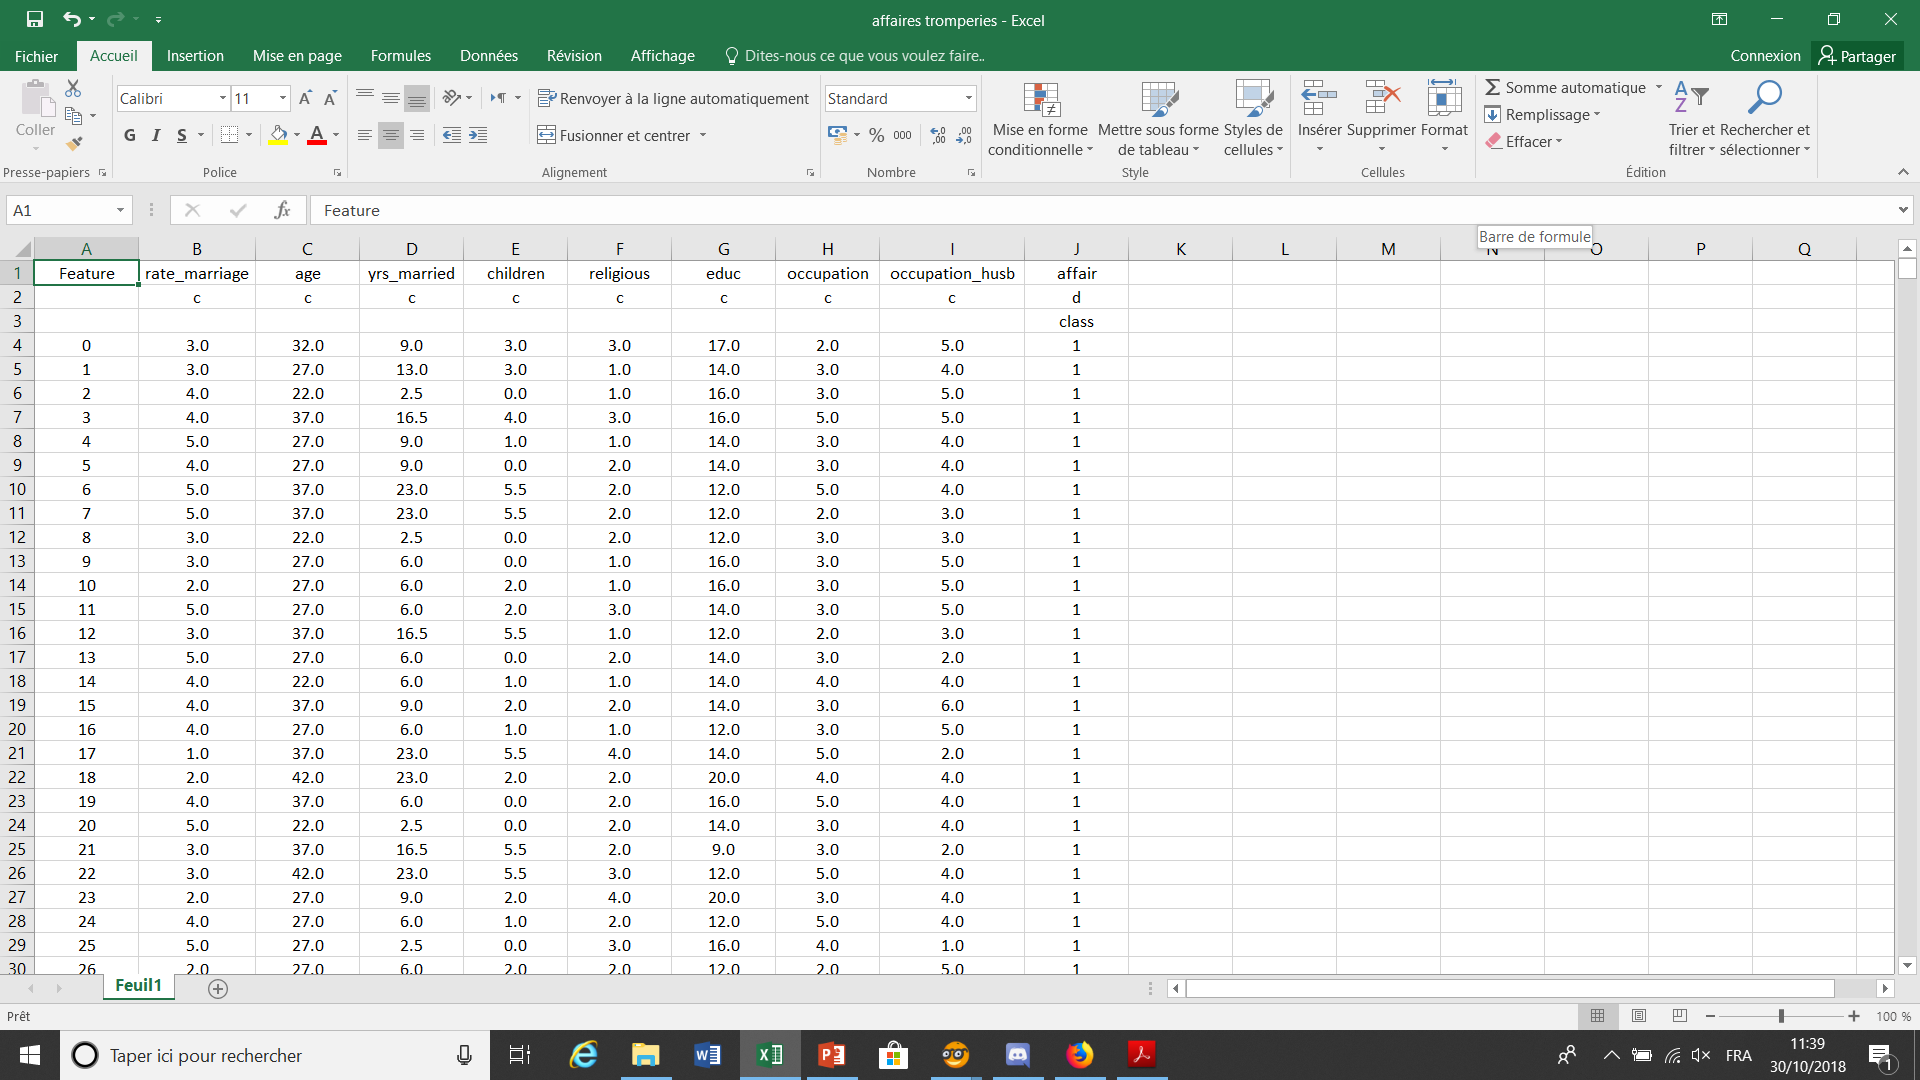 affaires tromperies - Excel
Fichier Accueil Insertion Mise en page Formules Données Révision Affichage Dites-nous ce que vous voulez faire.. Connexion Partager
Coller
Presse-papiers
Calibri 11
G I S
Police
Renvoyer à la ligne automatiquement
Fusionner et centrer
Alignement
Standard
% 000
Nombre
Mise en forme conditionnelle
Mettre sous forme de tableau
Styles de cellules
Style
Insérer Supprimer Format
Cellules
Somme automatique
Remplissage
Effacer
Trier et filtrer
Rechercher et sélectionner
Édition
A1 fx Feature
Barre de formule
A B C D E F G H I J K L M N O P Q
1 Feature rate_marriage age yrs_married children religious educ occupation occupation_husb affair
2 c c c c c c c c d
3 class
4 0 3.0 32.0 9.0 3.0 3.0 17.0 2.0 5.0 1
5 1 3.0 27.0 13.0 3.0 1.0 14.0 3.0 4.0 1
6 2 4.0 22.0 2.5 0.0 1.0 16.0 3.0 5.0 1
7 3 4.0 37.0 16.5 4.0 3.0 16.0 5.0 5.0 1
8 4 5.0 27.0 9.0 1.0 1.0 14.0 3.0 4.0 1
9 5 4.0 27.0 9.0 0.0 2.0 14.0 3.0 4.0 1
10 6 5.0 37.0 23.0 5.5 2.0 12.0 5.0 4.0 1
11 7 5.0 37.0 23.0 5.5 2.0 12.0 2.0 3.0 1
12 8 3.0 22.0 2.5 0.0 2.0 12.0 3.0 3.0 1
13 9 3.0 27.0 6.0 0.0 1.0 16.0 3.0 5.0 1
14 10 2.0 27.0 6.0 2.0 1.0 16.0 3.0 5.0 1
15 11 5.0 27.0 6.0 2.0 3.0 14.0 3.0 5.0 1
16 12 3.0 37.0 16.5 5.5 1.0 12.0 2.0 3.0 1
17 13 5.0 27.0 6.0 0.0 2.0 14.0 3.0 2.0 1
18 14 4.0 22.0 6.0 1.0 1.0 14.0 4.0 4.0 1
19 15 4.0 37.0 9.0 2.0 2.0 14.0 3.0 6.0 1
20 16 4.0 27.0 6.0 1.0 1.0 12.0 3.0 5.0 1
21 17 1.0 37.0 23.0 5.5 4.0 14.0 5.0 2.0 1
22 18 2.0 42.0 23.0 2.0 2.0 20.0 4.0 4.0 1
23 19 4.0 37.0 6.0 0.0 2.0 16.0 5.0 4.0 1
24 20 5.0 22.0 2.5 0.0 2.0 14.0 3.0 4.0 1
25 21 3.0 37.0 16.5 5.5 2.0 9.0 3.0 2.0 1
26 22 3.0 42.0 23.0 5.5 3.0 12.0 5.0 4.0 1
27 23 2.0 27.0 9.0 2.0 4.0 20.0 3.0 4.0 1
28 24 4.0 27.0 6.0 1.0 2.0 12.0 5.0 4.0 1
29 25 5.0 27.0 2.5 0.0 3.0 16.0 4.0 1.0 1
30 26 2.0 27.0 6.0 2.0 2.0 12.0 2.0 5.0 1
Feuil1
Prêt 100 %
Taper ici pour rechercher
FRA
11:39
30/10/2018
1